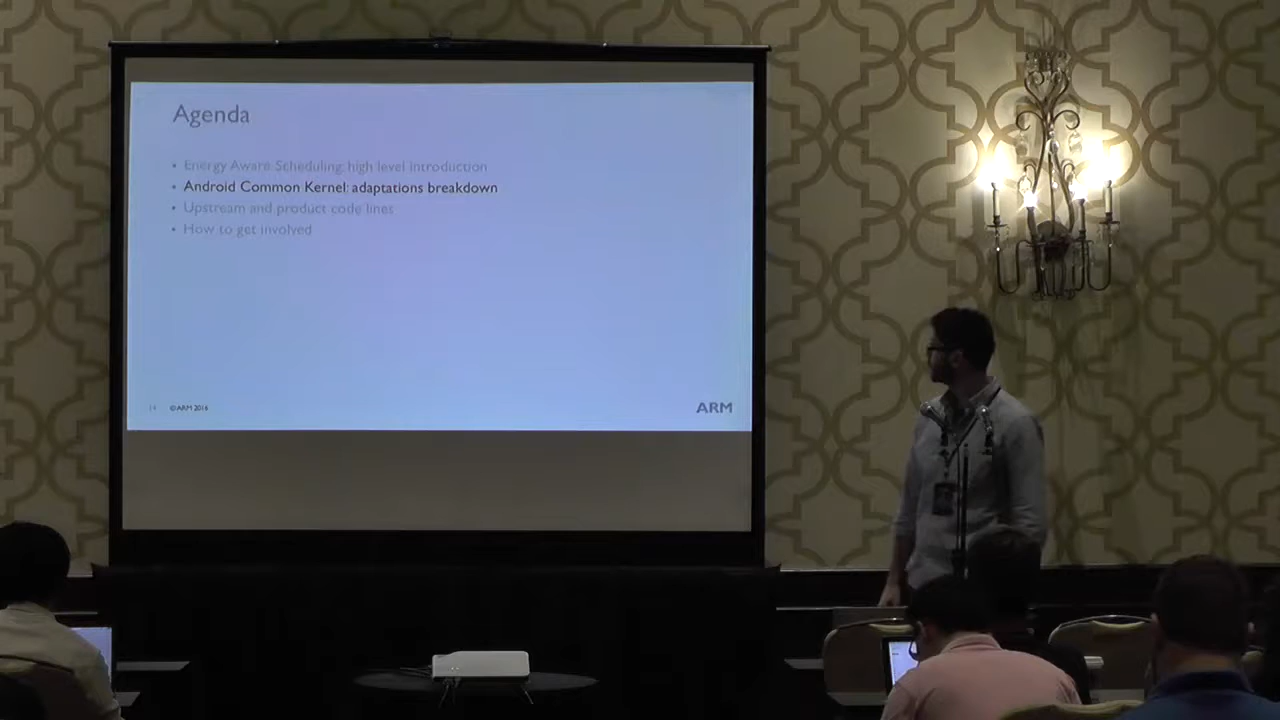 Agenda
• Energy Aware Scheduling: high level introduction
• Android Common Kernel: adaptations breakdown
• Upstream and product code lines
• How to get involved
14 ©ARM 2016
ARM